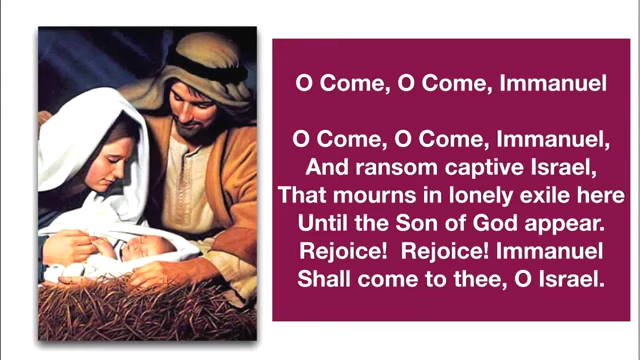 O Come, O Come, Immanuel
O Come, O Come, Immanuel,
And ransom captive Israel,
That mourns in lonely exile here
Until the Son of God appear.
Rejoice!  Rejoice! Immanuel
Shall come to thee, O Israel.